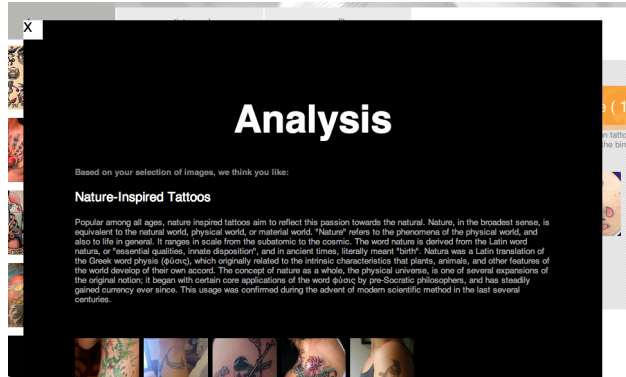 X
e ( 1
on tatto
the bin
Analysis
Based on your selection of images, we think you like:
Nature-Inspired Tattoos
Popular among all ages, nature inspired tattoos aim to reflect this passion towards the natural. Nature, in the broadest sense, is
equivalent to the natural world, physical world, or material world. "Nature" refers to the phenomena of the physical world, and
also to life in general. It ranges in scale from the subatomic to the cosmic. The word nature is derived from the Latin word
natura, or "essential qualities, innate disposition", and in ancient times, literally meant "birth". Natura was a Latin translation of
the Greek word physis (φύσις), which originally related to the intrinsic characteristics that plants, animals, and other features of
the world develop of their own accord. The concept of nature as a whole, the physical universe, is one of several expansions of
the original notion; it began with certain core applications of the word φύσις by pre-Socratic philosophers, and has steadily
gained currency ever since. This usage was confirmed during the advent of modern scientific method in the last several
centuries.